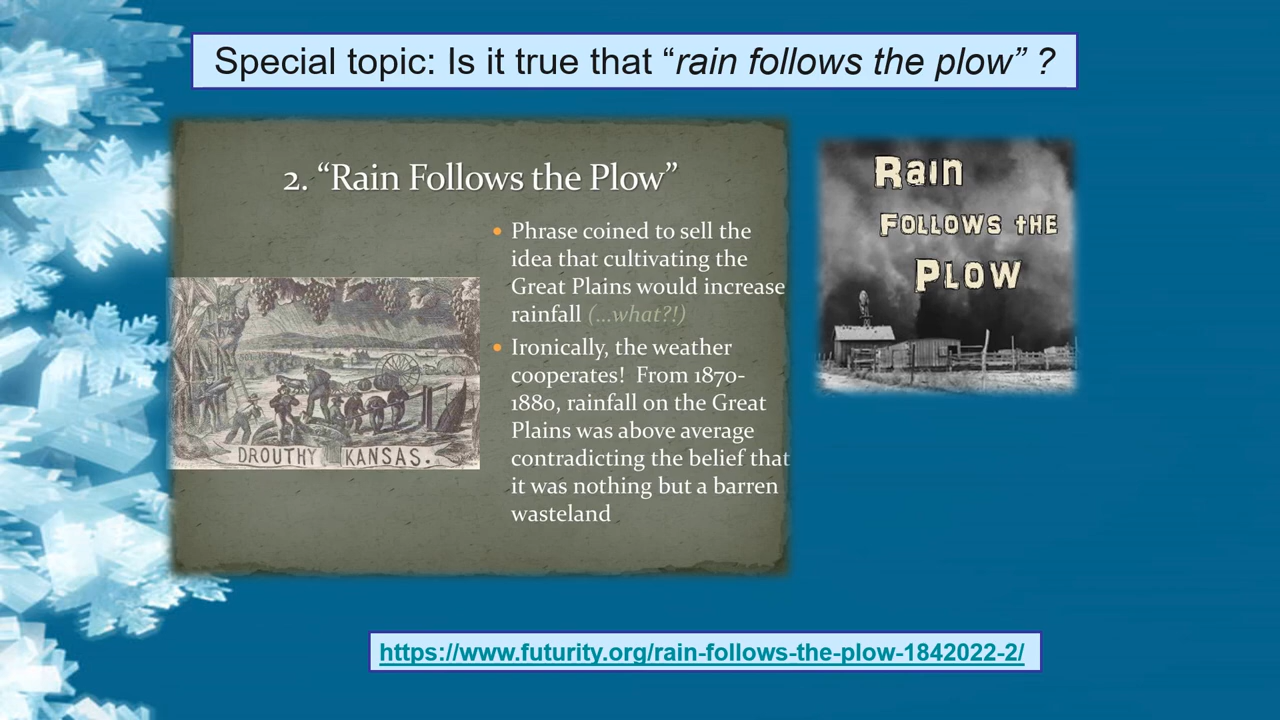 Special topic: Is it true that “rain follows the plow” ?
2. “Rain Follows the Plow”
• Phrase coined to sell the
idea that cultivating the
Great Plains would increase
rainfall (...what?!)
• Ironically, the weather
cooperates! From 1870-
1880, rainfall on the Great
Plains was above average
contradicting the belief that
it was nothing but a barren
wasteland
DROUTHY KANSAS.
Rain
FOLLOWS THE
PLOW
https://www.futurity.org/rain-follows-the-plow-1842022-2/